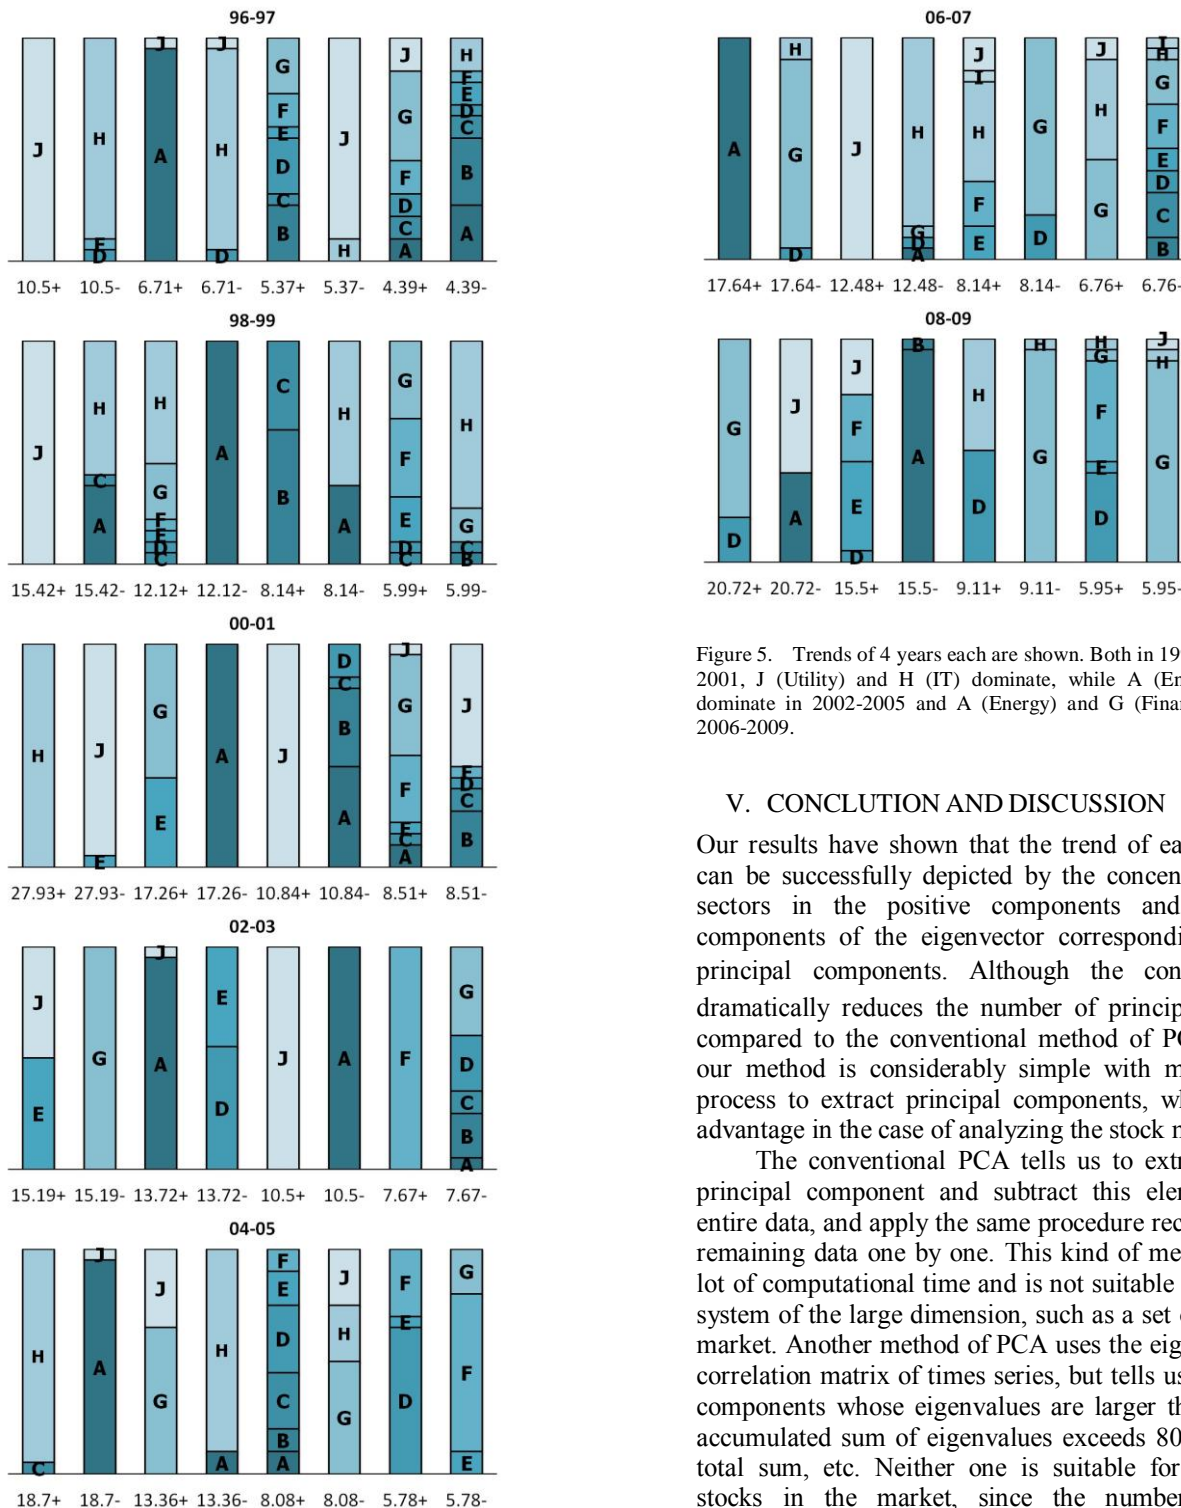 96-97
J H J A J H G F J J H F
E G E D
E D H D C F B
D C B H C A A
10.5+ 10.5- 6.71+ 6.71- 5.37+ 5.37- 4.39+ 4.39-
98-99
J H C A H G F E D C A C B H A G F E D C H G C B
15.42+ 15.42- 12.12+ 12.12- 8.14+ 8.14- 5.99+ 5.99-
00-01
H J E G E A J D C B A J G F E C A J F D C B
27.93+ 27.93- 17.26+ 17.26- 10.84+ 10.84- 8.51+ 8.51-
02-03
J E G J A E D J A F G D C B A
15.19+ 15.19- 13.72+ 13.72- 10.5+ 10.5- 7.67+ 7.67-
04-05
H C J A J G H A F E D C B A J H G F E D G F E
18.7+ 18.7- 13.36+ 13.36- 8.08+ 8.08- 5.78+ 5.78-
06-07
A H G D J H G D A J I H F E G D J H G I H G F E D C B
17.64+ 17.64- 12.48+ 12.48- 8.14+ 8.14- 6.76+ 6.76-
08-09
G D J A J F E D B A H D H G H G F E D J H G
20.72+ 20.72- 15.5+ 15.5- 9.11+ 9.11- 5.95+ 5.95-
Figure 5. Trends of 4 years each are shown. Both in 19
2001, J (Utility) and H (IT) dominate, while A (En
dominate in 2002-2005 and A (Energy) and G (Finan
2006-2009.
V. CONCLUTION AND DISCUSSION
Our results have shown that the trend of ea
can be successfully depicted by the concen
sectors in the positive components and
components of the eigenvector correspondi
principal components. Although the con
dramatically reduces the number of princip
compared to the conventional method of PC
our method is considerably simple with m
process to extract principal components, wh
advantage in the case of analyzing the stock m
The conventional PCA tells us to extr
principal component and subtract this elem
entire data, and apply the same procedure rec
remaining data one by one. This kind of me
lot of computational time and is not suitable
system of the large dimension, such as a set
market. Another method of PCA uses the eig
correlation matrix of times series, but tells us
components whose eigenvalues are larger th
accumulated sum of eigenvalues exceeds 80
total sum, etc. Neither one is suitable for
stocks in the market, since the number